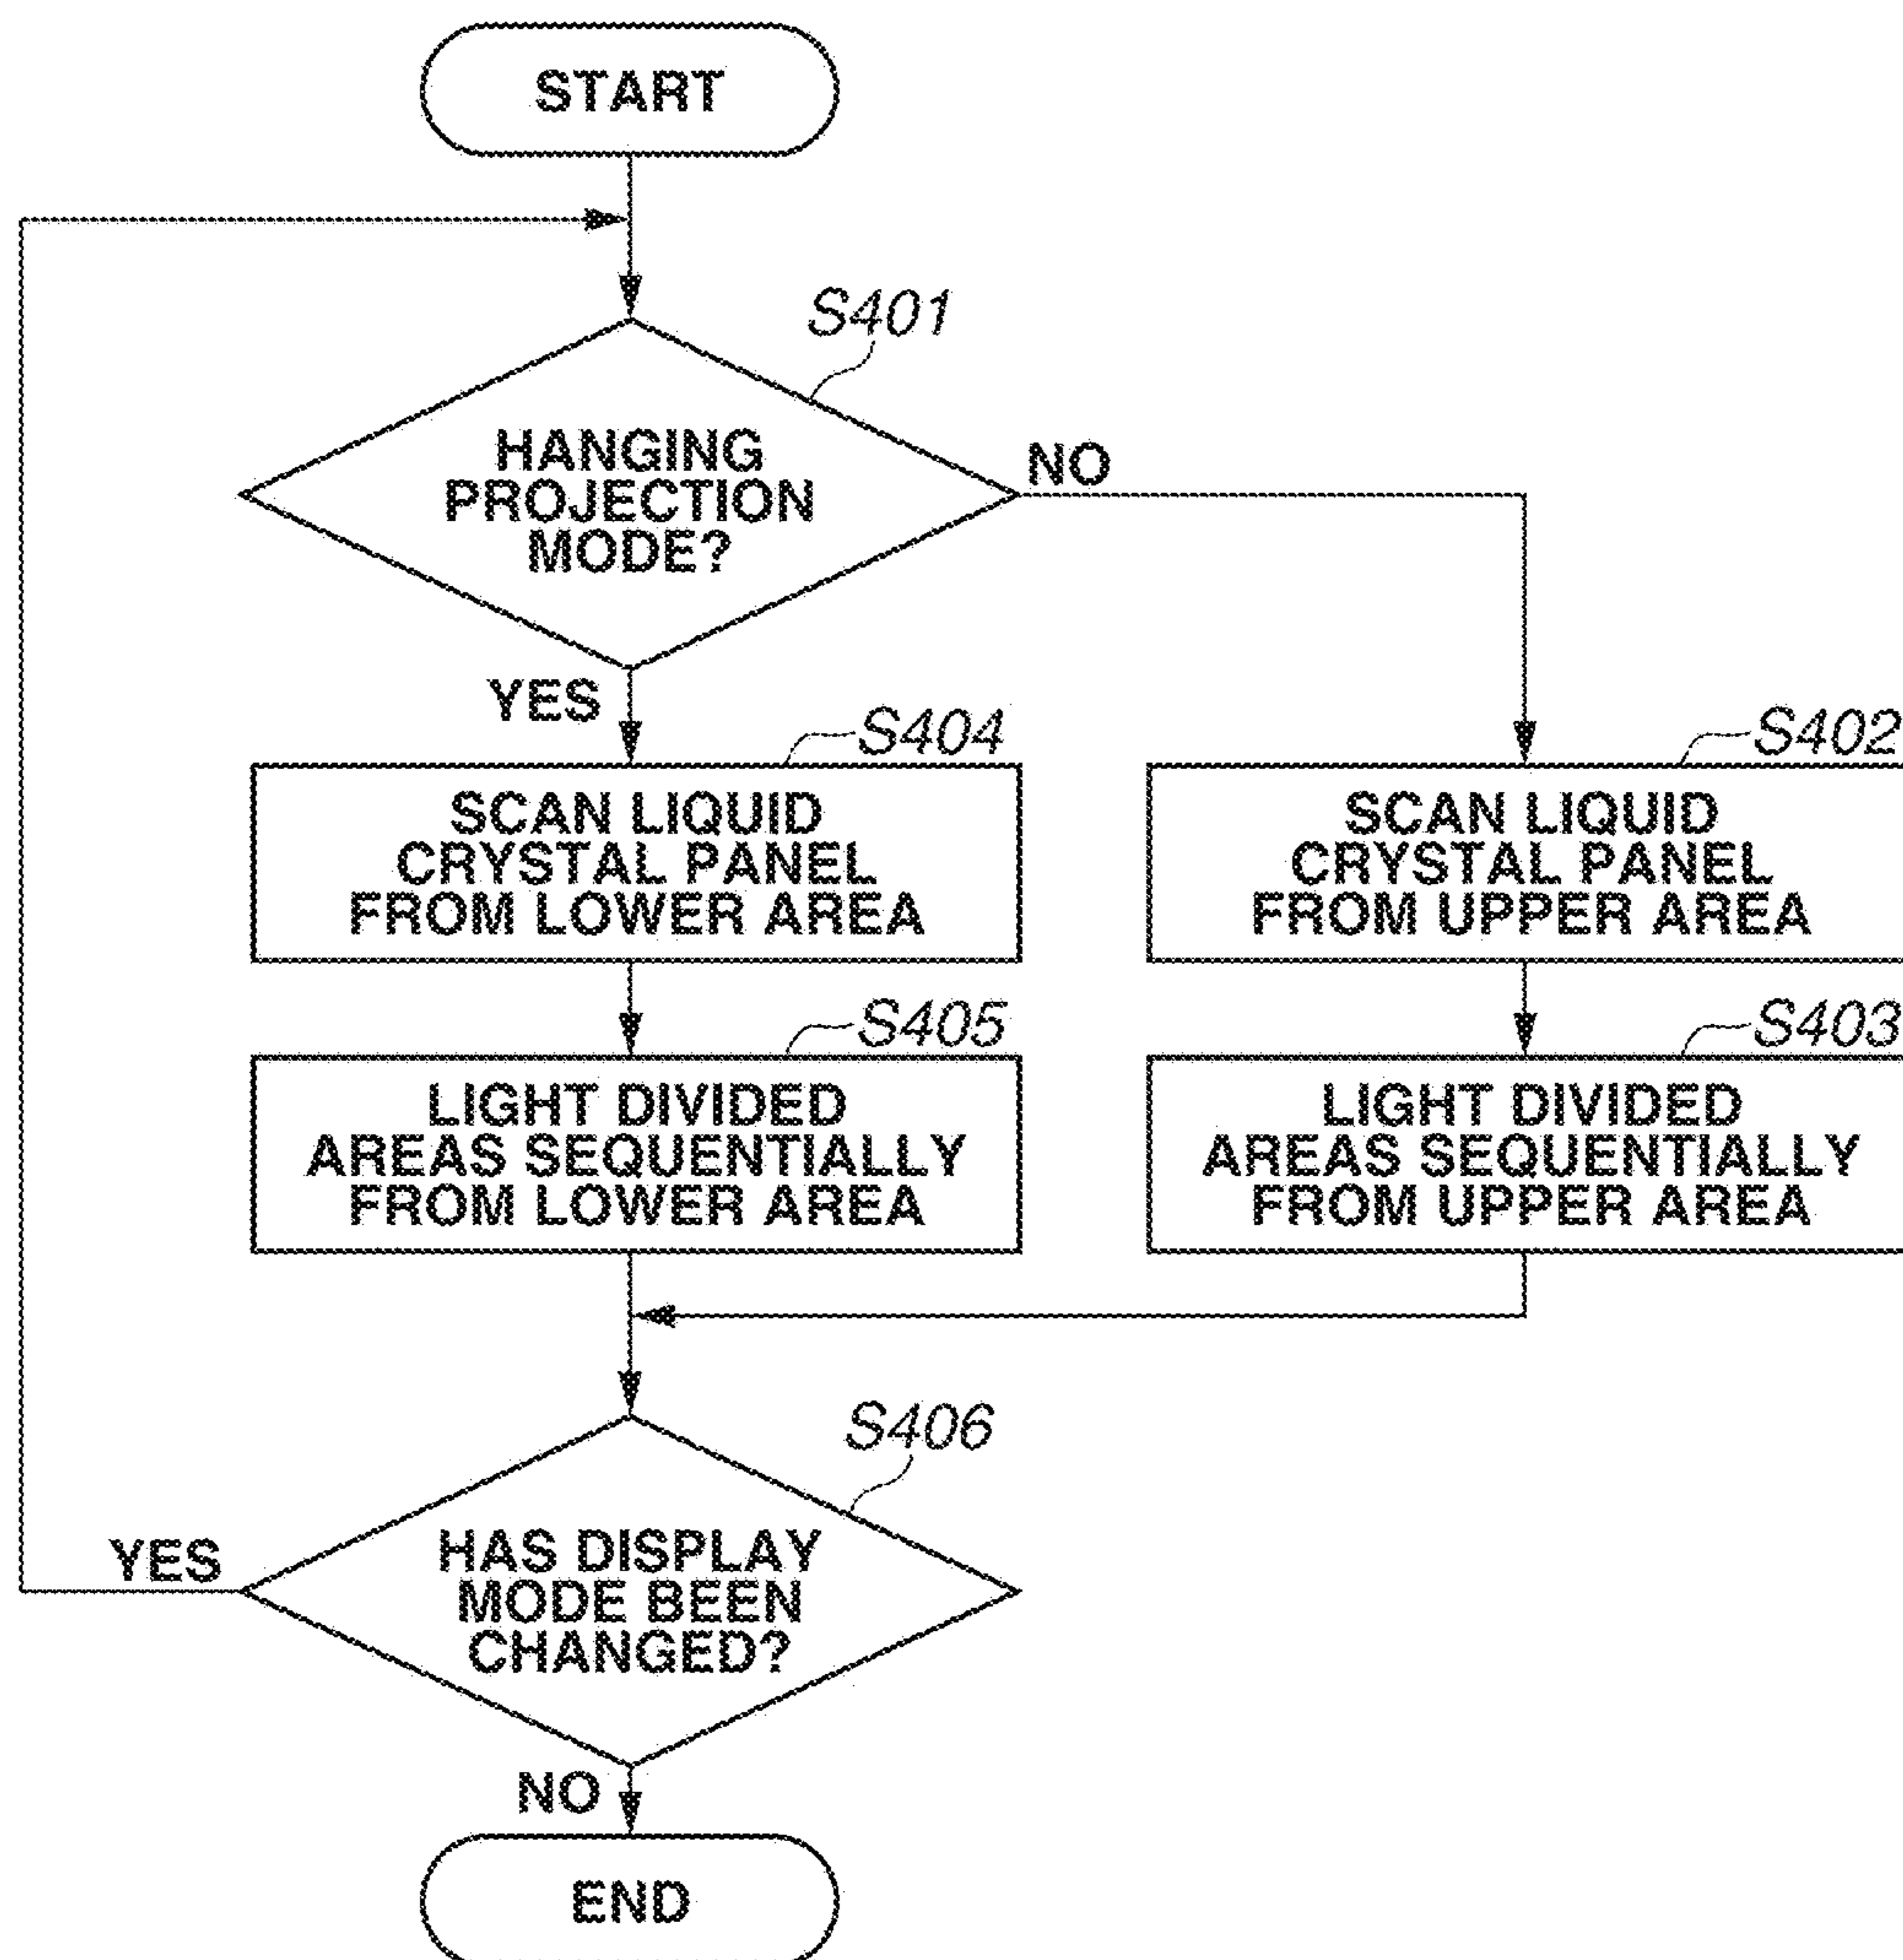 START
S401
HANGING
PROJECTION
MODE?
NO
YES
S404
SCAN LIQUID
CRYSTAL PANEL
FROM LOWER AREA
S402
SCAN LIQUID
CRYSTAL PANEL
FROM UPPER AREA
S405
LIGHT DIVIDED
AREAS SEQUENTIALLY
FROM LOWER AREA
S403
LIGHT DIVIDED
AREAS SEQUENTIALLY
FROM UPPER AREA
S406
HAS DISPLAY
MODE BEEN
CHANGED?
YES
NO
END